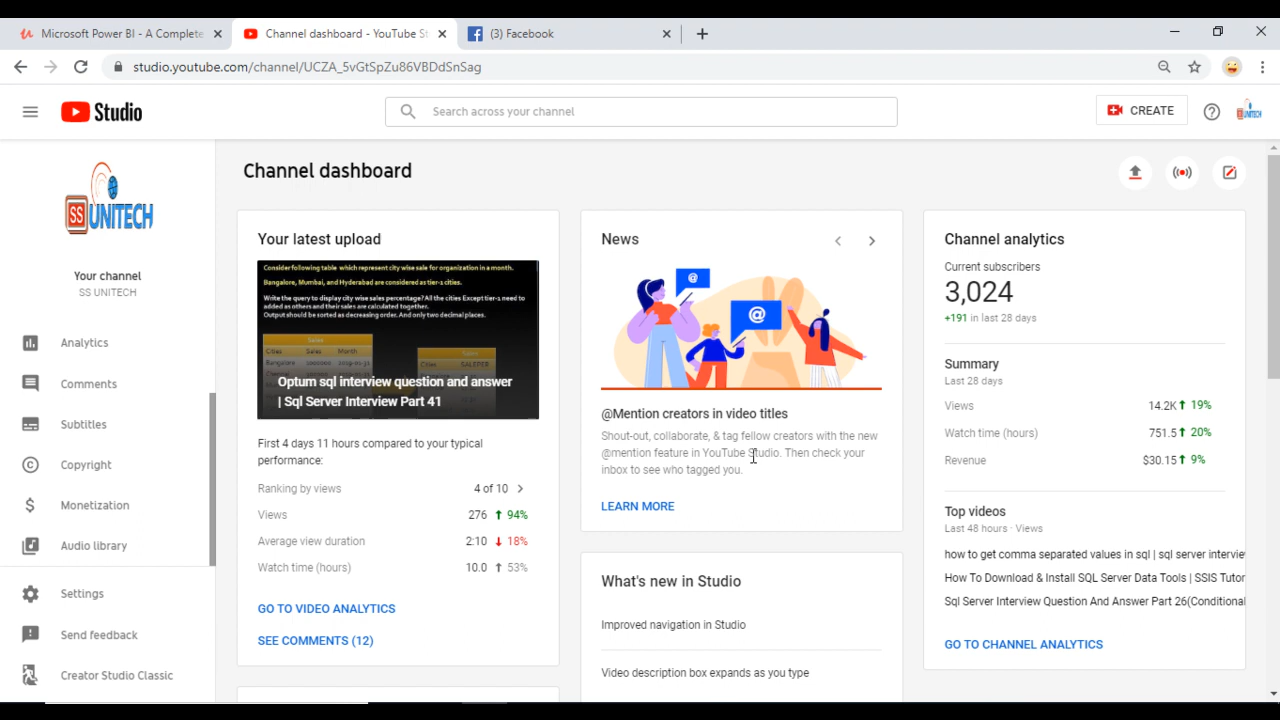 Microsoft Power BI - A Complete
Channel dashboard - YouTube St
(3) Facebook
studio.youtube.com/channel/UCZA_5vGtSpZu86VBDdSnSag
Studio
Search across your channel
CREATE
UNITECH
SS UNITECH
Your channel
SS UNITECH
Analytics
Comments
Subtitles
Copyright
Monetization
Audio library
Settings
Send feedback
Creator Studio Classic
Channel dashboard
Your latest upload
Consider following table which represent city wise sale for organization in a month.
Bangalore, Mumbai, and Hyderabad are considered as tier-1 cities.
Write the query to display city wise sales percentage? All the cities Except tier-1 need to
added as others and their sales are calculated together.
Output should be sorted as decreasing order. And only two decimal places.
Sales
Cities Sales Month
Cities SALEPER
Optum sql interview question and answer
| Sql Server Interview Part 41
First 4 days 11 hours compared to your typical
performance:
Ranking by views 4 of 10
Views 276 94%
Average view duration 2:10 18%
Watch time (hours) 10.0 53%
GO TO VIDEO ANALYTICS
SEE COMMENTS (12)
News
@Mention creators in video titles
Shout-out, collaborate, & tag fellow creators with the new
@mention feature in YouTube Studio. Then check your
inbox to see who tagged you.
LEARN MORE
What's new in Studio
Improved navigation in Studio
Video description box expands as you type
Channel analytics
Current subscribers
3,024
+191 in last 28 days
Summary
Last 28 days
Views 14.2K 19%
Watch time (hours) 751.5 20%
Revenue $30.15 9%
Top videos
Last 48 hours · Views
how to get comma separated values in sql | sql server intervie
How To Download & Install SQL Server Data Tools | SSIS Tutor
Sql Server Interview Question And Answer Part 26(Conditional
GO TO CHANNEL ANALYTICS